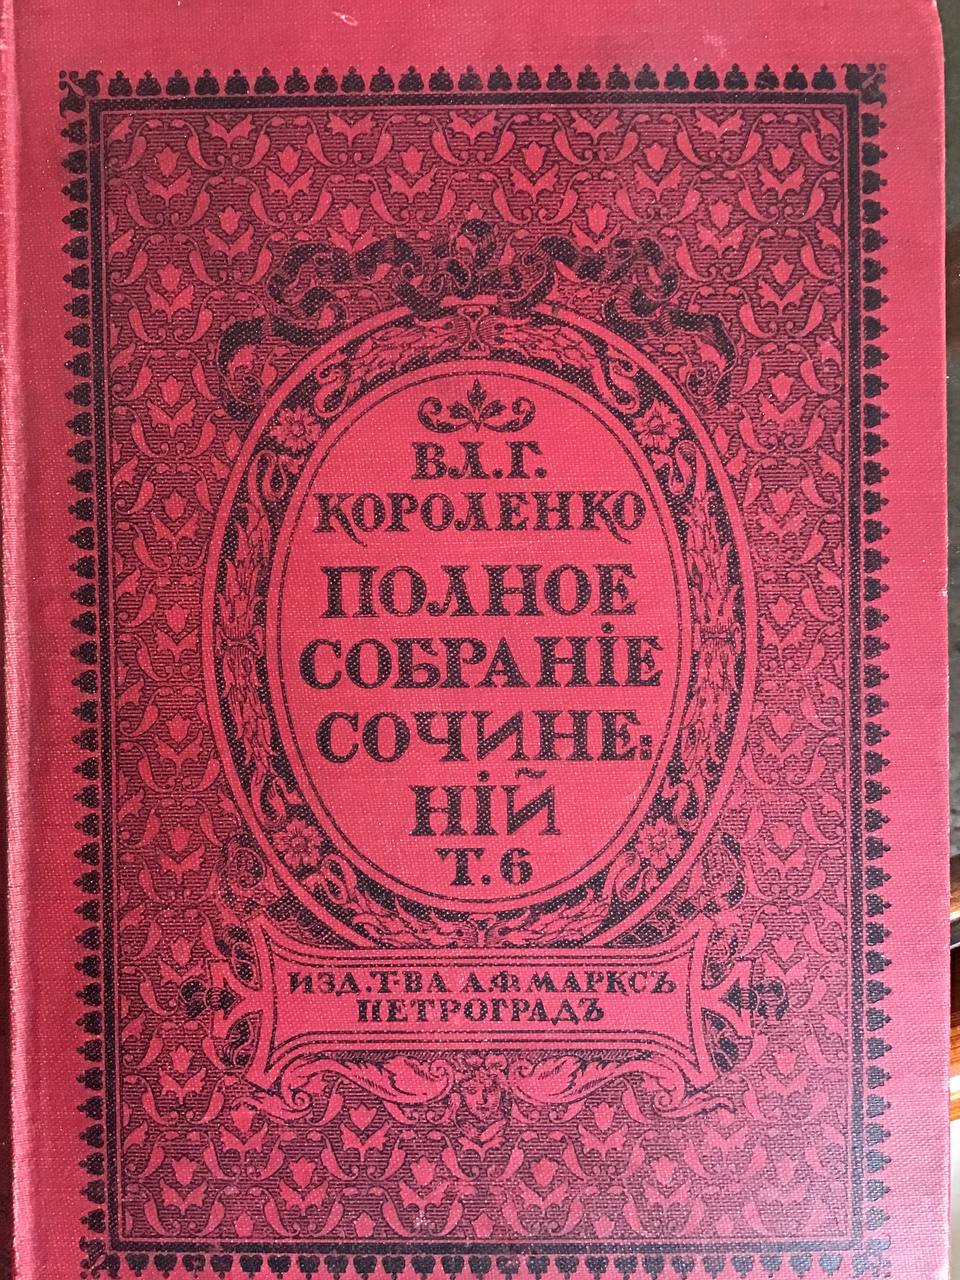 ВЛ.Г.
КОРОЛЕНКО
ПОЛНОЕ
СОБРАНІЕ
СОЧИНЕ:
НІЙ
Т. 6
ИЗД. Т-ВА А.Ф. МАРКСЪ
ПЕТРОГРАДЪ